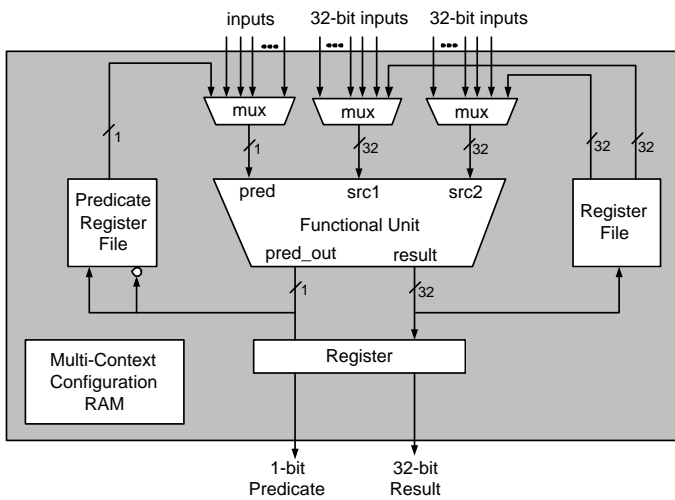 inputs 32-bit inputs 32-bit inputs
mux mux mux
1 1 32 32 32 32
Predicate
Register
File
pred src1 src2
Functional Unit
pred_out result
Register
File
1 32
Multi-Context
Configuration
RAM
Register
1-bit
Predicate
32-bit
Result